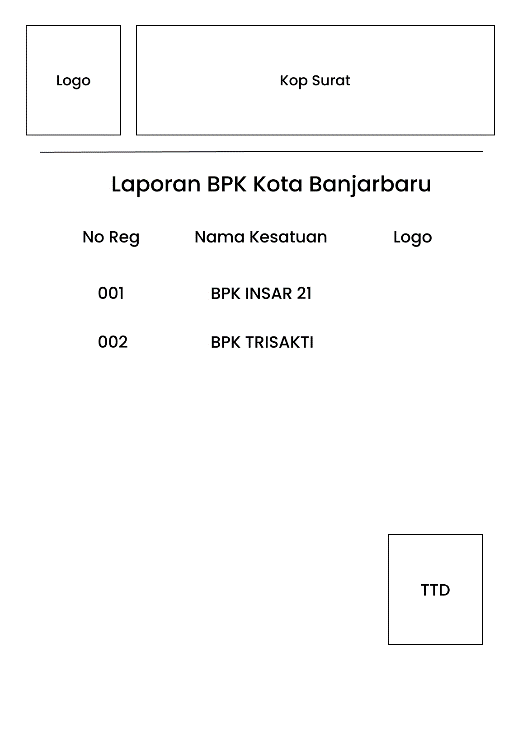 Logo
Kop Surat
Laporan BPK Kota Banjarbaru
No Reg Nama Kesatuan Logo
001 BPK INSAR 21
002 BPK TRISAKTI
TTD